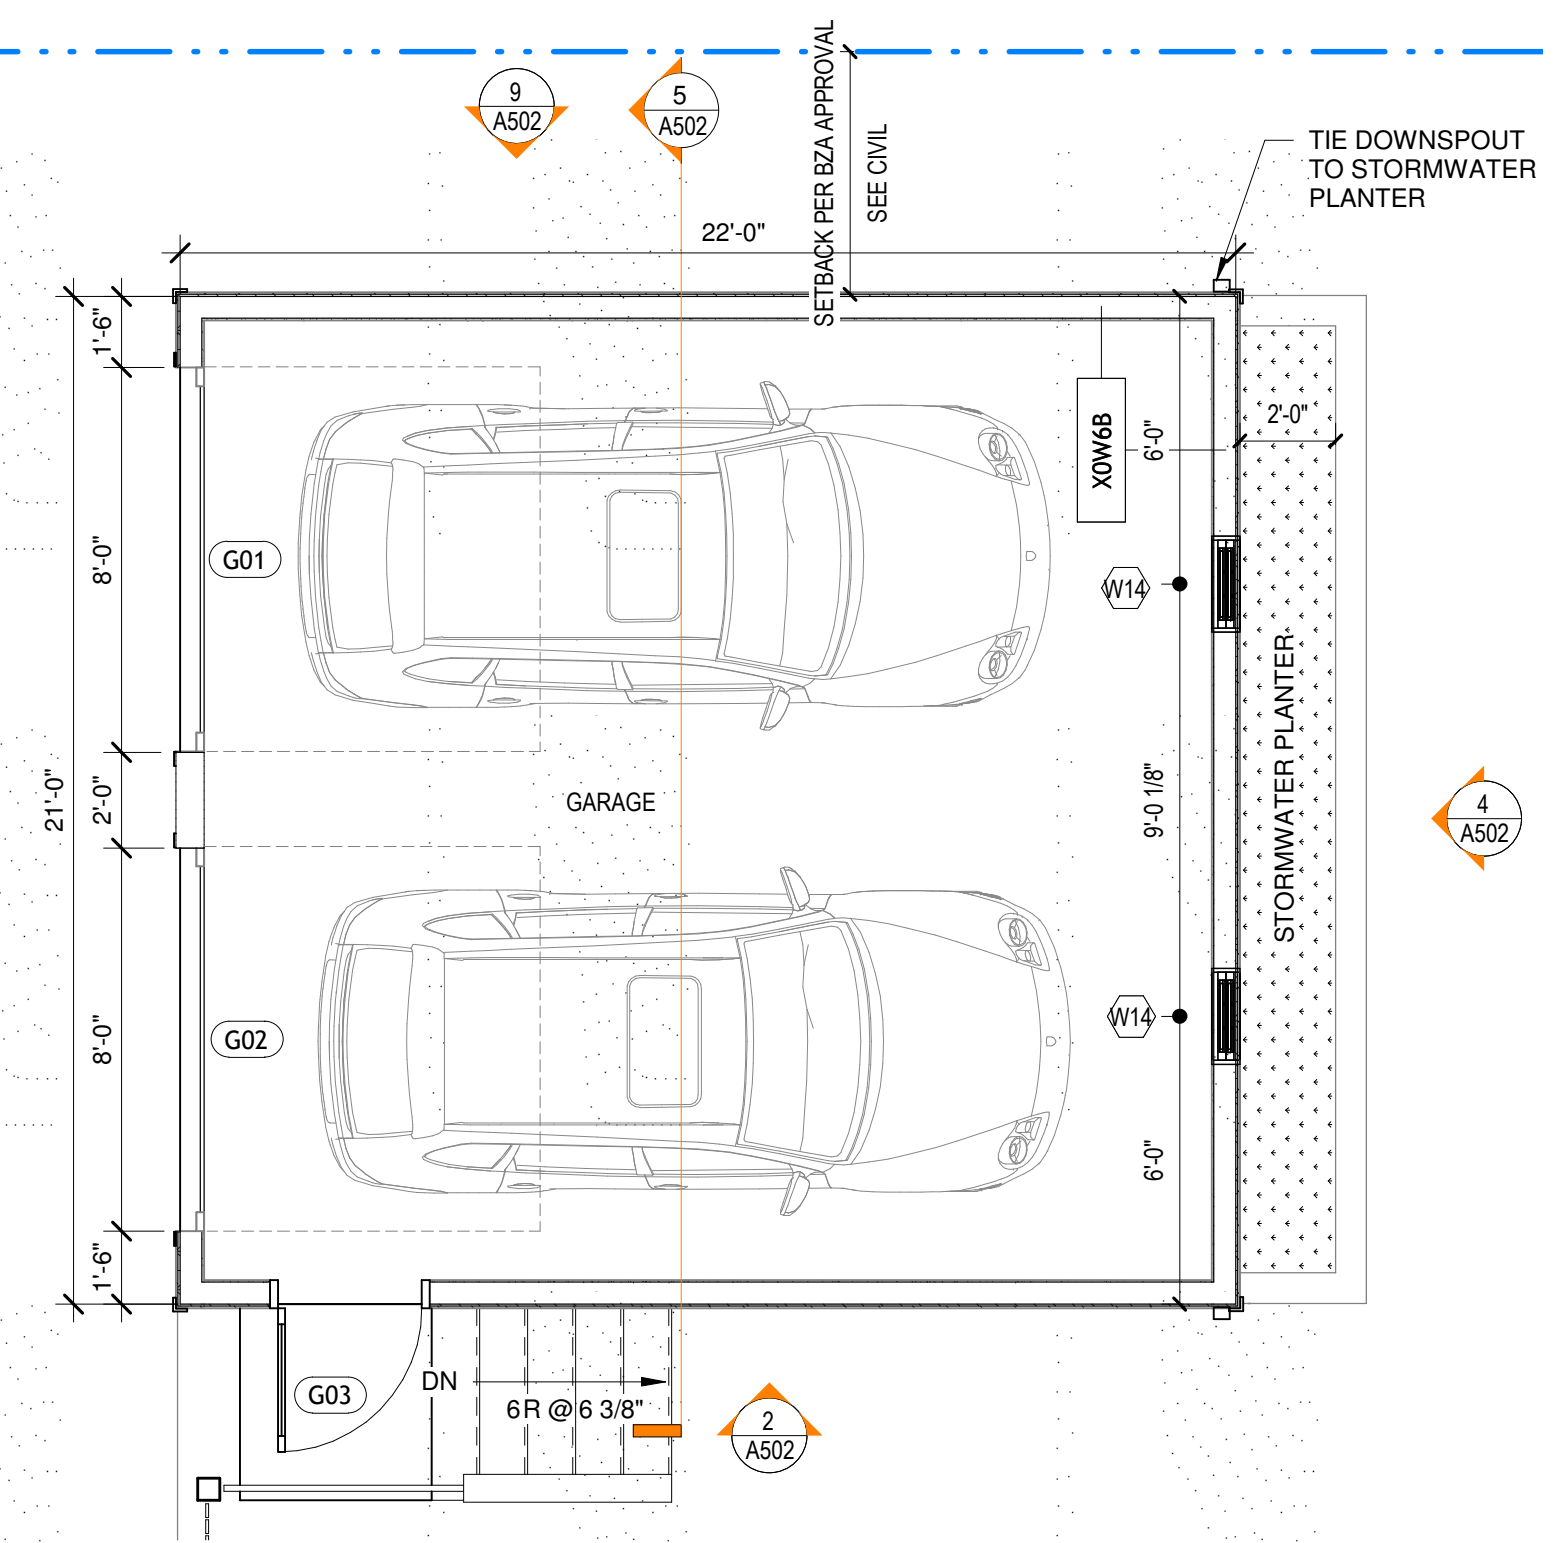 9
A502
5
A502
SETBACK PER BZA APPROVAL
SEE CIVIL
TIE DOWNSPOUT
TO STORMWATER
PLANTER
22'-0"
1'-6"
8'-0"
2'-0"
8'-0"
1'-6"
21'-0"
X0W6B
6'-0"
2'-0"
G01
W14
STORMWATER PLANTER
GARAGE
9'-0 1/8"
4
A502
G02
W14
6'-0"
G03
DN
6R @ 6 3/8"
2
A502